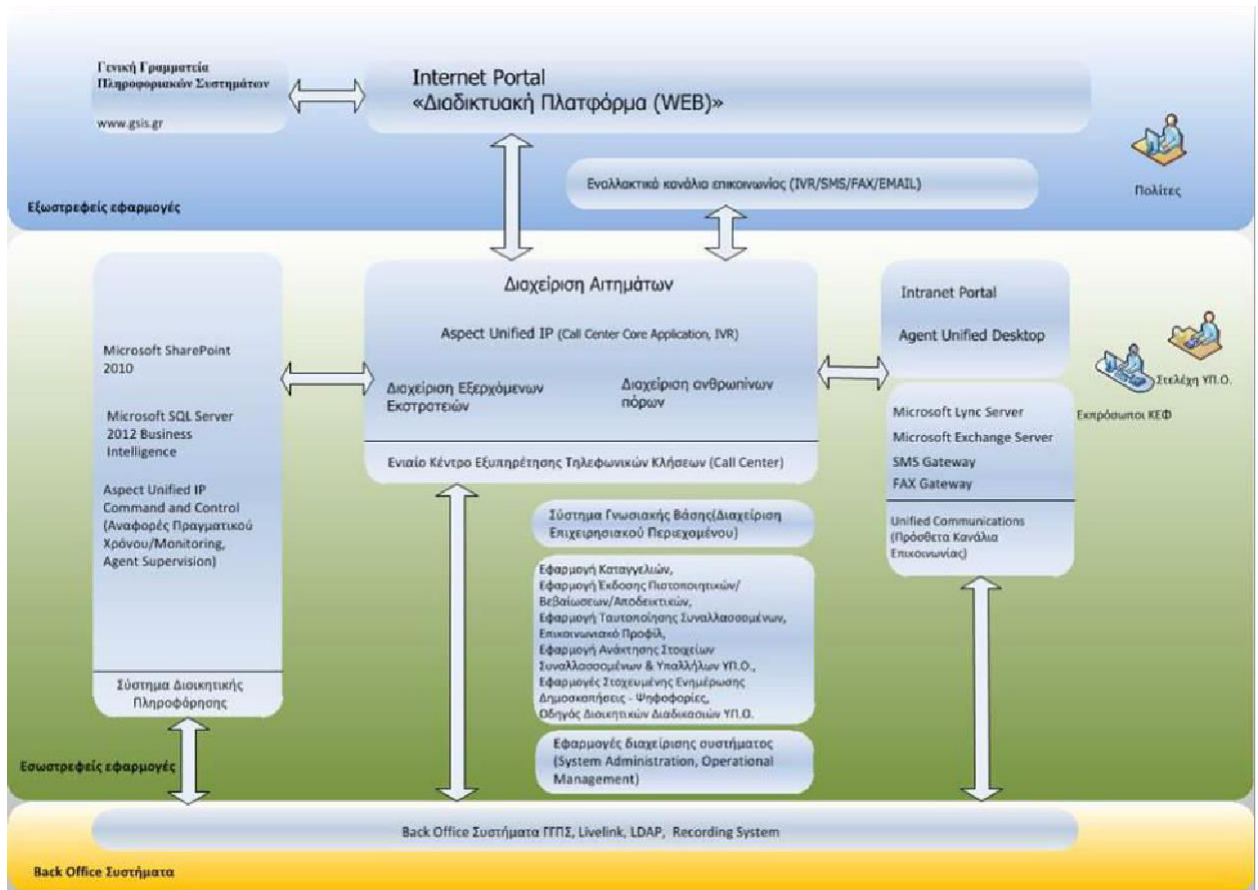 Γενική Γραμματεία
Πληροφοριακών Συστημάτων
www.gsis.gr
Internet Portal
«Διαδικτυακή Πλατφόρμα (WEB)»
Εναλλακτικά κανάλια επικοινωνίας (IVR/SMS/FAX/EMAIL)
Πολίτες
Εξωστρεφείς εφαρμογές
Microsoft SharePoint
2010
Microsoft SQL Server
2012 Business
Intelligence
Aspect Unified IP
Command and Control
(Αναφορές Πραγματικού
Χρόνου/Monitoring,
Agent Supervision)
Σύστημα Διοικητικής
Πληροφόρησης
Διαχείριση Αιτημάτων
Aspect Unified IP (Call Center Core Application, IVR)
Διαχείριση Εξερχόμενων
Εκστρατειών
Διαχείριση ανθρωπίνων
πόρων
Ενιαίο Κέντρο Εξυπηρέτησης Τηλεφωνικών Κλήσεων (Call Center)
Σύστημα Γνωσιακής Βάσης(Διαχείριση
Επιχειρησιακού Περιεχομένου)
Εφαρμογή Καταγγελιών,
Εφαρμογή Έκδοσης Πιστοποιητικών/
Βεβαίωσεων/Αποδεικτικών,
Εφαρμογή Ταυτοποίησης Συναλλασσομένων,
Επικοινωνιακό Προφίλ,
Εφαρμογή Ανάκτησης Στοιχείων
Συναλλασσομένων & Υπαλλήλων ΥΠ.Ο.,
Εφαρμογές Στοχευμένης Ενημέρωσης
Δημοσκοπήσεις - Ψηφοφορίες,
Οδηγός Διοικητικών Διαδικασιών ΥΠ.Ο.
Εφαρμογές διαχείρισης συστήματος
(System Administration, Operational
Management)
Intranet Portal
Agent Unified Desktop
Microsoft Lync Server
Microsoft Exchange Server
SMS Gateway
FAX Gateway
Unified Communications
(Πρόσθετα Κανάλια
Επικοινωνίας)
Στελέχη ΥΠ.Ο.
Εκπρόσωποι ΚΕΦ
Εσωστρεφείς εφαρμογές
Back Office Συστήματα ΓΓΠΣ, Livelink, LDAP, Recording System
Back Office Συστήματα